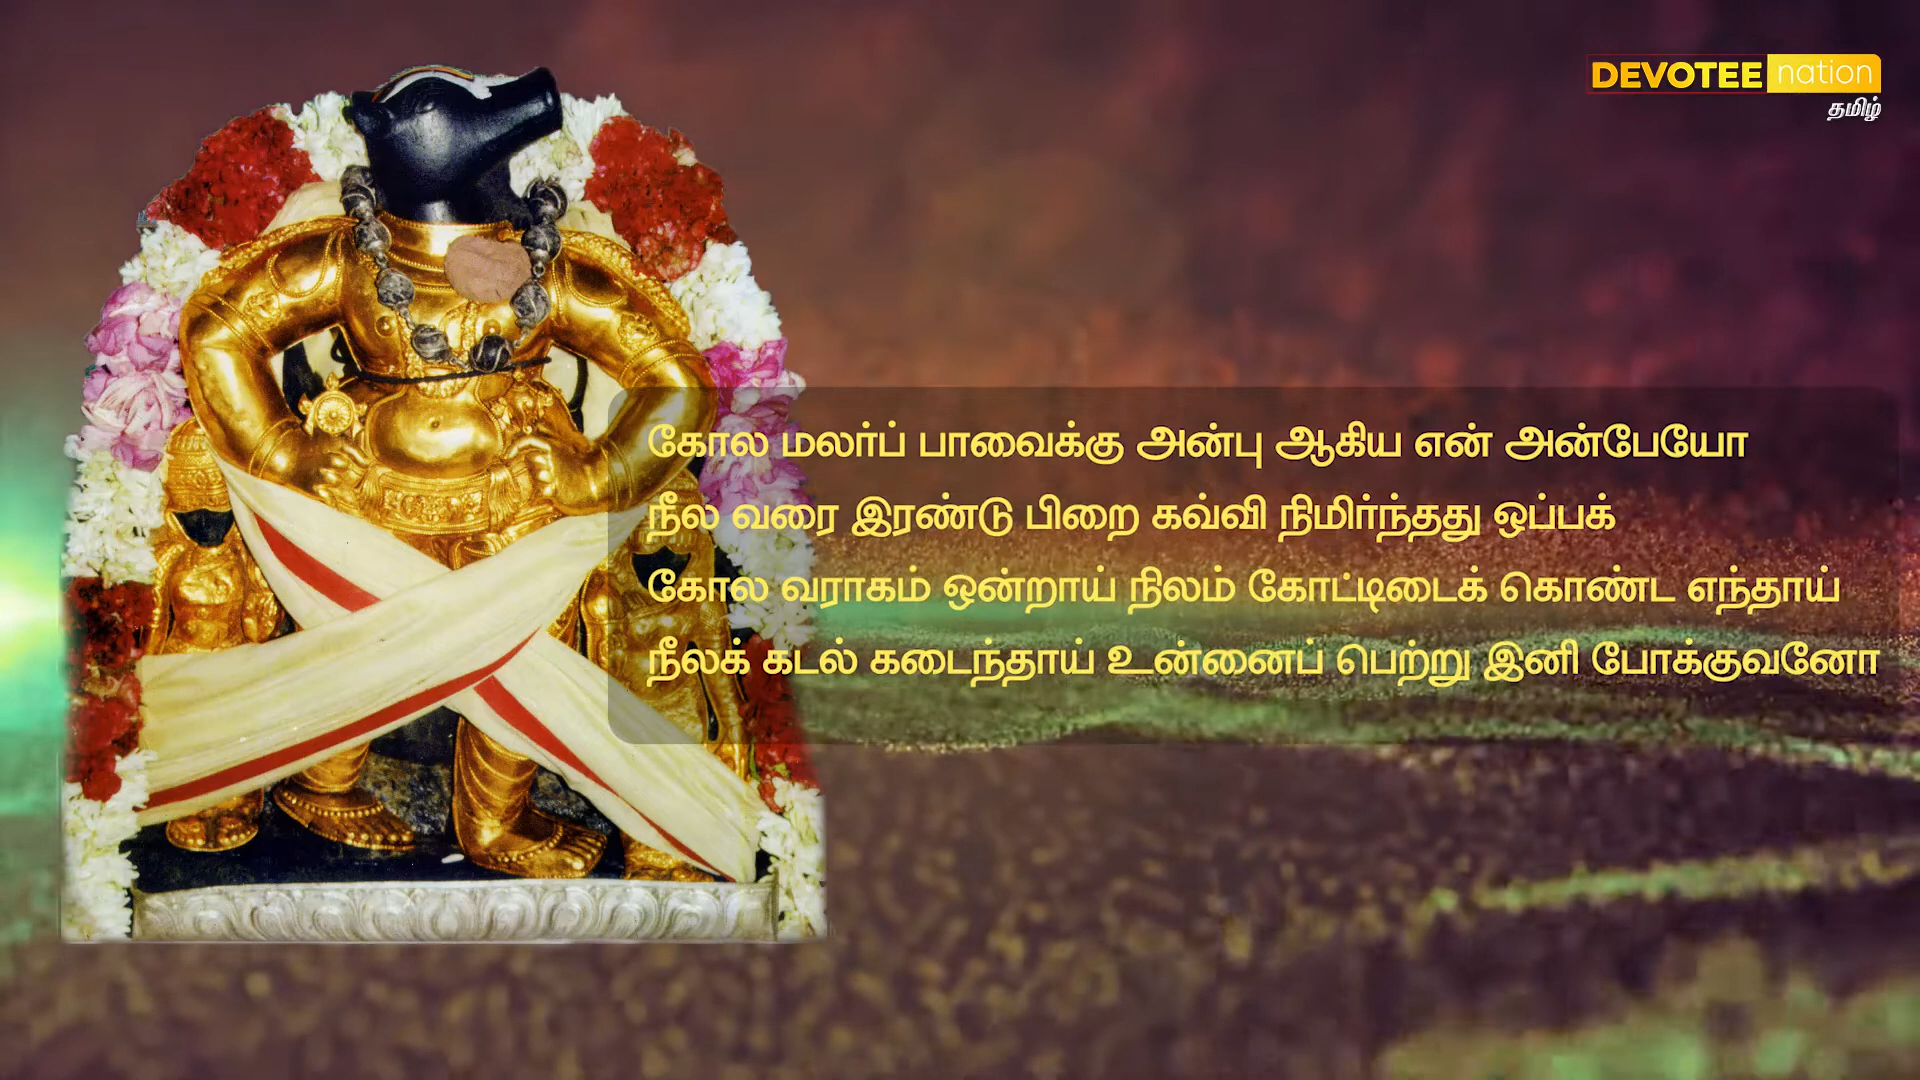 DEVOTEE nation
தமிழ்
கோல மலர்ப் பாவைக்கு அன்பு ஆகிய என் அன்பேயோ
நீல வரை இரண்டு பிறை கவ்வி நிமிர்ந்தது ஒப்பக்
கோல வராகம் ஒன்றாய் நிலம் கோட்டிடைக் கொண்ட எந்தாய்
நீலக் கடல் கடைந்தாய் உன்னைப் பெற்று இனி போக்குவனோ